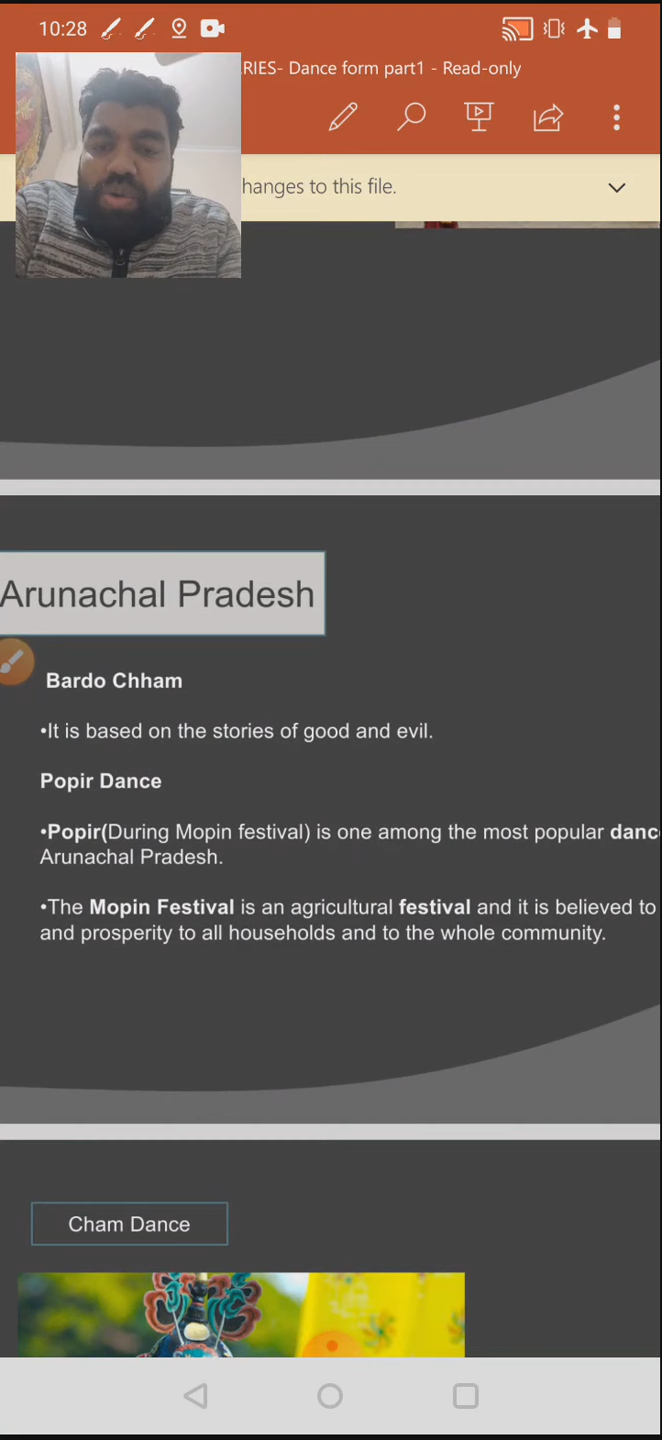 10:28
RIES- Dance form part1 - Read-only
hanges to this file.
Arunachal Pradesh
Bardo Chham
•It is based on the stories of good and evil.
Popir Dance
•Popir(During Mopin festival) is one among the most popular danc
Arunachal Pradesh.
•The Mopin Festival is an agricultural festival and it is believed to
and prosperity to all households and to the whole community.
Cham Dance